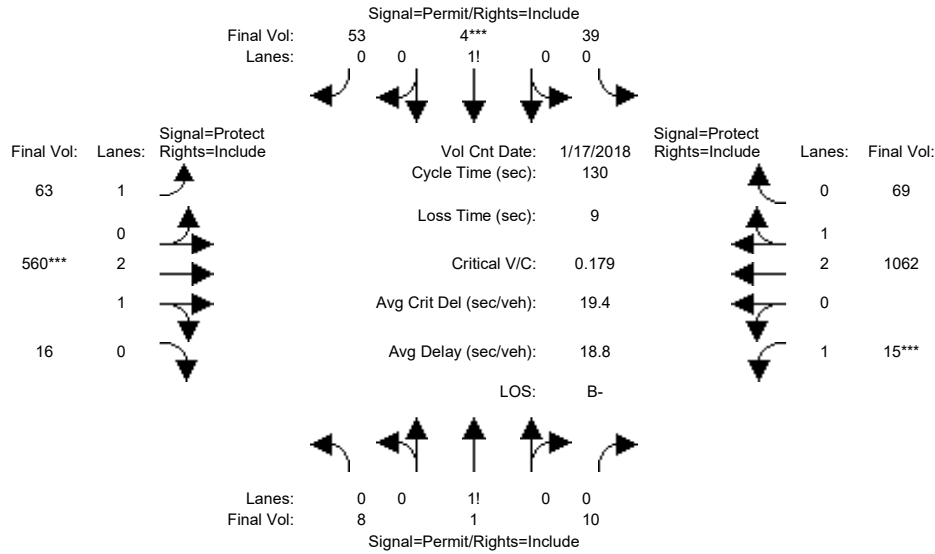 Signal=Permit/Rights=Include
Final Vol: 53 4*** 39
Lanes: 0 0 1! 0 0
Signal=Protect Signal=Protect
Final Vol: Lanes: Rights=Include Vol Cnt Date: 1/17/2018 Rights=Include Lanes: Final Vol:
Cycle Time (sec): 130
63 1 0 69
Loss Time (sec): 9
0 1
560*** 2 Critical V/C: 0.179 2 1062
1 Avg Crit Del (sec/veh): 19.4 0
16 0 Avg Delay (sec/veh): 18.8 1 15***
LOS: B-
Lanes: 0 0 1! 0 0
Final Vol: 8 1 10
Signal=Permit/Rights=Include